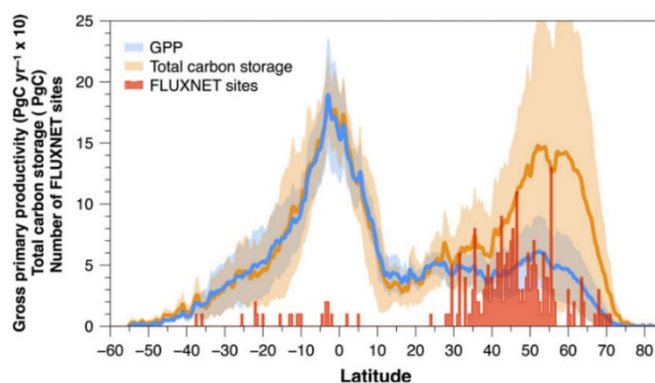 Gross primary productivity (PgC yr⁻¹ x 10)
Total carbon storage ( PgC)
Number of FLUXNET sites
25
20
15
10
5
0
GPP
Total carbon storage
FLUXNET sites
−60 −50 −40 −30 −20 −10 0 10 20 30 40 50 60 70 80
Latitude